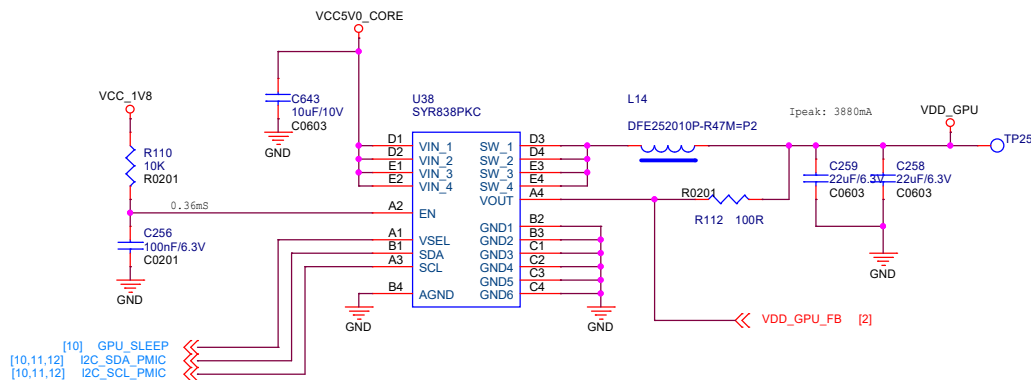 VCC5V0_CORE
VCC_1V8
C643
10uF/10V
C0603
GND
U38
SYR838PKC
L14
DFE252010P-R47M=P2
Ipeak: 3880mA
VDD_GPU
TP25
R110
10K
R0201
D1 VIN_1 SW_1 D3
D2 VIN_2 SW_2 D4
E1 VIN_3 SW_3 E3
E2 VIN_4 SW_4 E4
VOUT A4
R0201
R112 100R
C259
22uF/6.3V
C0603
C258
22uF/6.3V
C0603
GND
0.36mS
A2 EN
C256
100nF/6.3V
C0201
GND
A1 VSEL
B1 SDA
A3 SCL
B4 AGND
GND1 B2
GND2 B3
GND3 C1
GND4 C2
GND5 C3
GND6 C4
GND
GND
VDD_GPU_FB [2]
[10] GPU_SLEEP
[10,11,12] I2C_SDA_PMIC
[10,11,12] I2C_SCL_PMIC